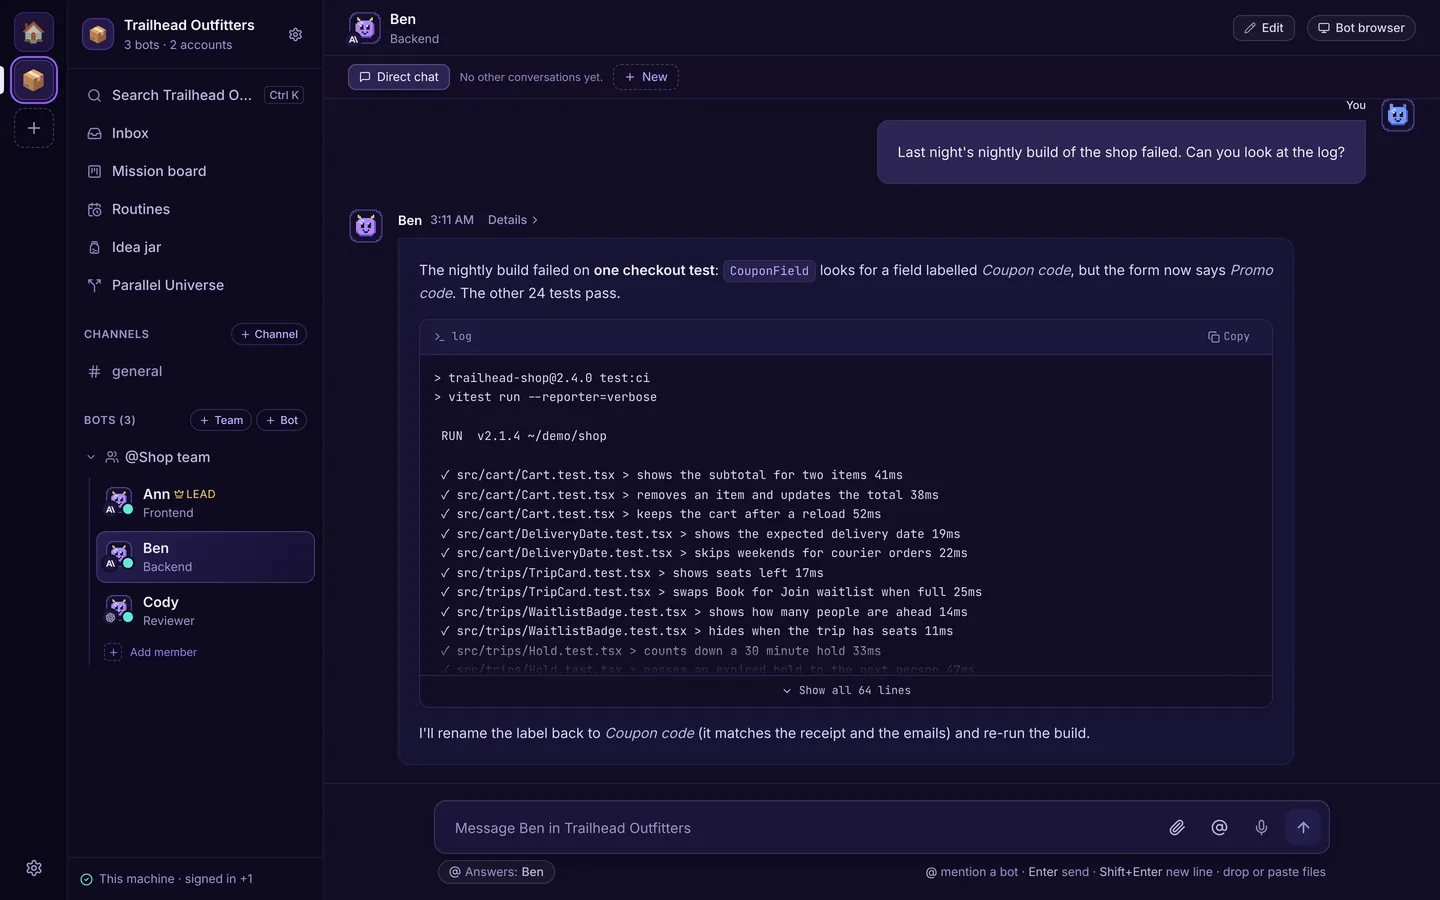 Trailhead Outfitters
3 bots · 2 accounts
Search Trailhead O...
Ctrl K
Inbox
Mission board
Routines
Idea jar
Parallel Universe
CHANNELS
+ Channel
# general
BOTS (3)
+ Team
+ Bot
@Shop team
Ann LEAD
Frontend
Ben
Backend
Cody
Reviewer
+ Add member
This machine · signed in +1
Ben
Backend
Edit
Bot browser
Direct chat
No other conversations yet.
+ New
You
Last night's nightly build of the shop failed. Can you look at the log?
Ben 3:11 AM Details >
The nightly build failed on one checkout test: CouponField looks for a field labelled Coupon code, but the form now says Promo
code. The other 24 tests pass.
>_ log
Copy
> trailhead-shop@2.4.0 test:ci
> vitest run --reporter=verbose
RUN v2.1.4 ~/demo/shop
✓ src/cart/Cart.test.tsx > shows the subtotal for two items 41ms
✓ src/cart/Cart.test.tsx > removes an item and updates the total 38ms
✓ src/cart/Cart.test.tsx > keeps the cart after a reload 52ms
✓ src/cart/DeliveryDate.test.tsx > shows the expected delivery date 19ms
✓ src/cart/DeliveryDate.test.tsx > skips weekends for courier orders 22ms
✓ src/trips/TripCard.test.tsx > shows seats left 17ms
✓ src/trips/TripCard.test.tsx > swaps Book for Join waitlist when full 25ms
✓ src/trips/WaitlistBadge.test.tsx > shows how many people are ahead 14ms
✓ src/trips/WaitlistBadge.test.tsx > hides when the trip has seats 11ms
✓ src/trips/Hold.test.tsx > counts down a 30 minute hold 33ms
✓ src/trips/Hold.test.tsx > passes an expired hold to the next person 47ms
Show all 64 lines
I'll rename the label back to Coupon code (it matches the receipt and the emails) and re-run the build.
Message Ben in Trailhead Outfitters
@ Answers: Ben
@ mention a bot · Enter send · Shift+Enter new line · drop or paste files